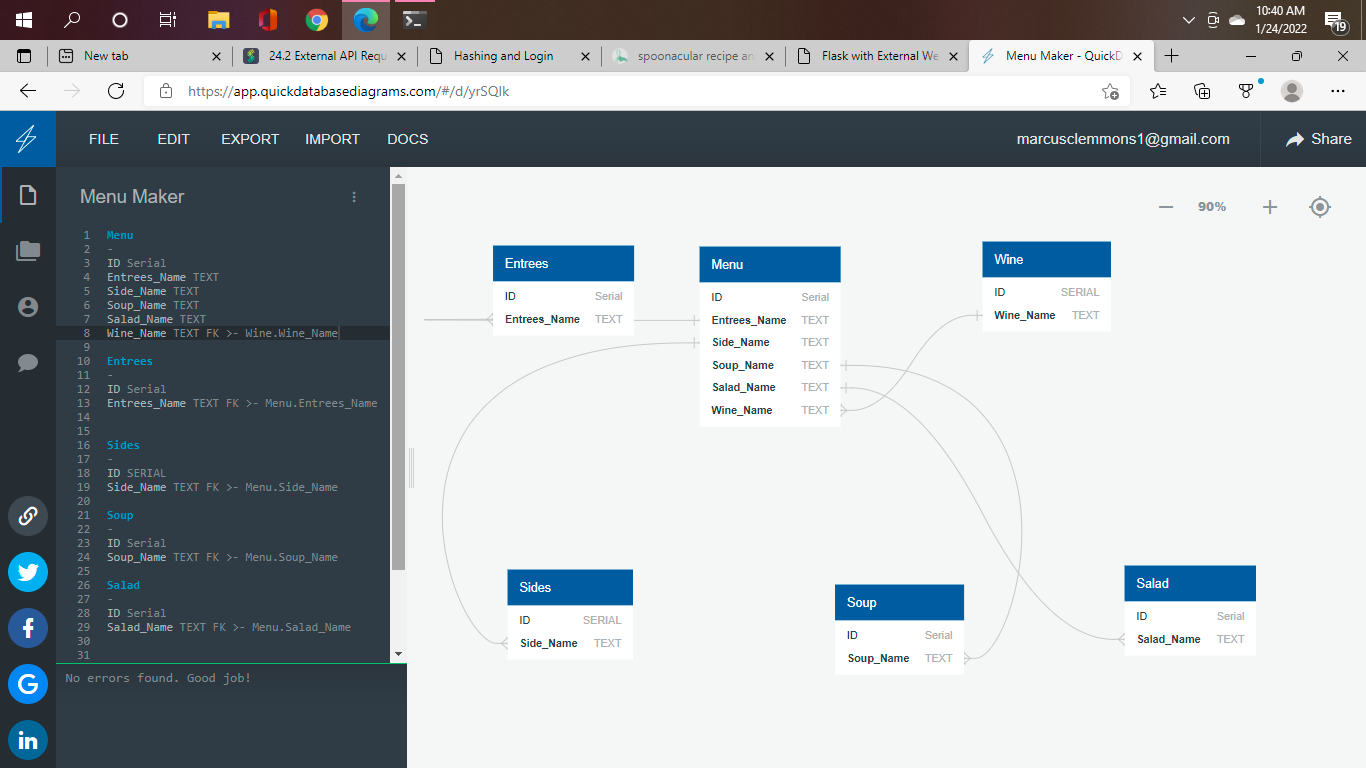 10:40 AM
1/24/2022
19
New tab
24.2 External API Requ
Hashing and Login
spoonacular recipe an
Flask with External We
Menu Maker - QuickD
https://app.quickdatabasediagrams.com/#/d/yrSQlk
FILE EDIT EXPORT IMPORT DOCS
marcusclemmons1@gmail.com
Share
Menu Maker
1 Menu
2 -
3 ID Serial
4 Entrees_Name TEXT
5 Side_Name TEXT
6 Soup_Name TEXT
7 Salad_Name TEXT
8 Wine_Name TEXT FK >- Wine.Wine_Name
9
10 Entrees
11 -
12 ID Serial
13 Entrees_Name TEXT FK >- Menu.Entrees_Name
14
15
16 Sides
17 -
18 ID SERIAL
19 Side_Name TEXT FK >- Menu.Side_Name
20
21 Soup
22 -
23 ID Serial
24 Soup_Name TEXT FK >- Menu.Soup_Name
25
26 Salad
27 -
28 ID Serial
29 Salad_Name TEXT FK >- Menu.Salad_Name
30
31
No errors found. Good job!
90%
Entrees
ID Serial
Entrees_Name TEXT
Menu
ID Serial
Entrees_Name TEXT
Side_Name TEXT
Soup_Name TEXT
Salad_Name TEXT
Wine_Name TEXT
Wine
ID SERIAL
Wine_Name TEXT
Sides
ID SERIAL
Side_Name TEXT
Soup
ID Serial
Soup_Name TEXT
Salad
ID Serial
Salad_Name TEXT